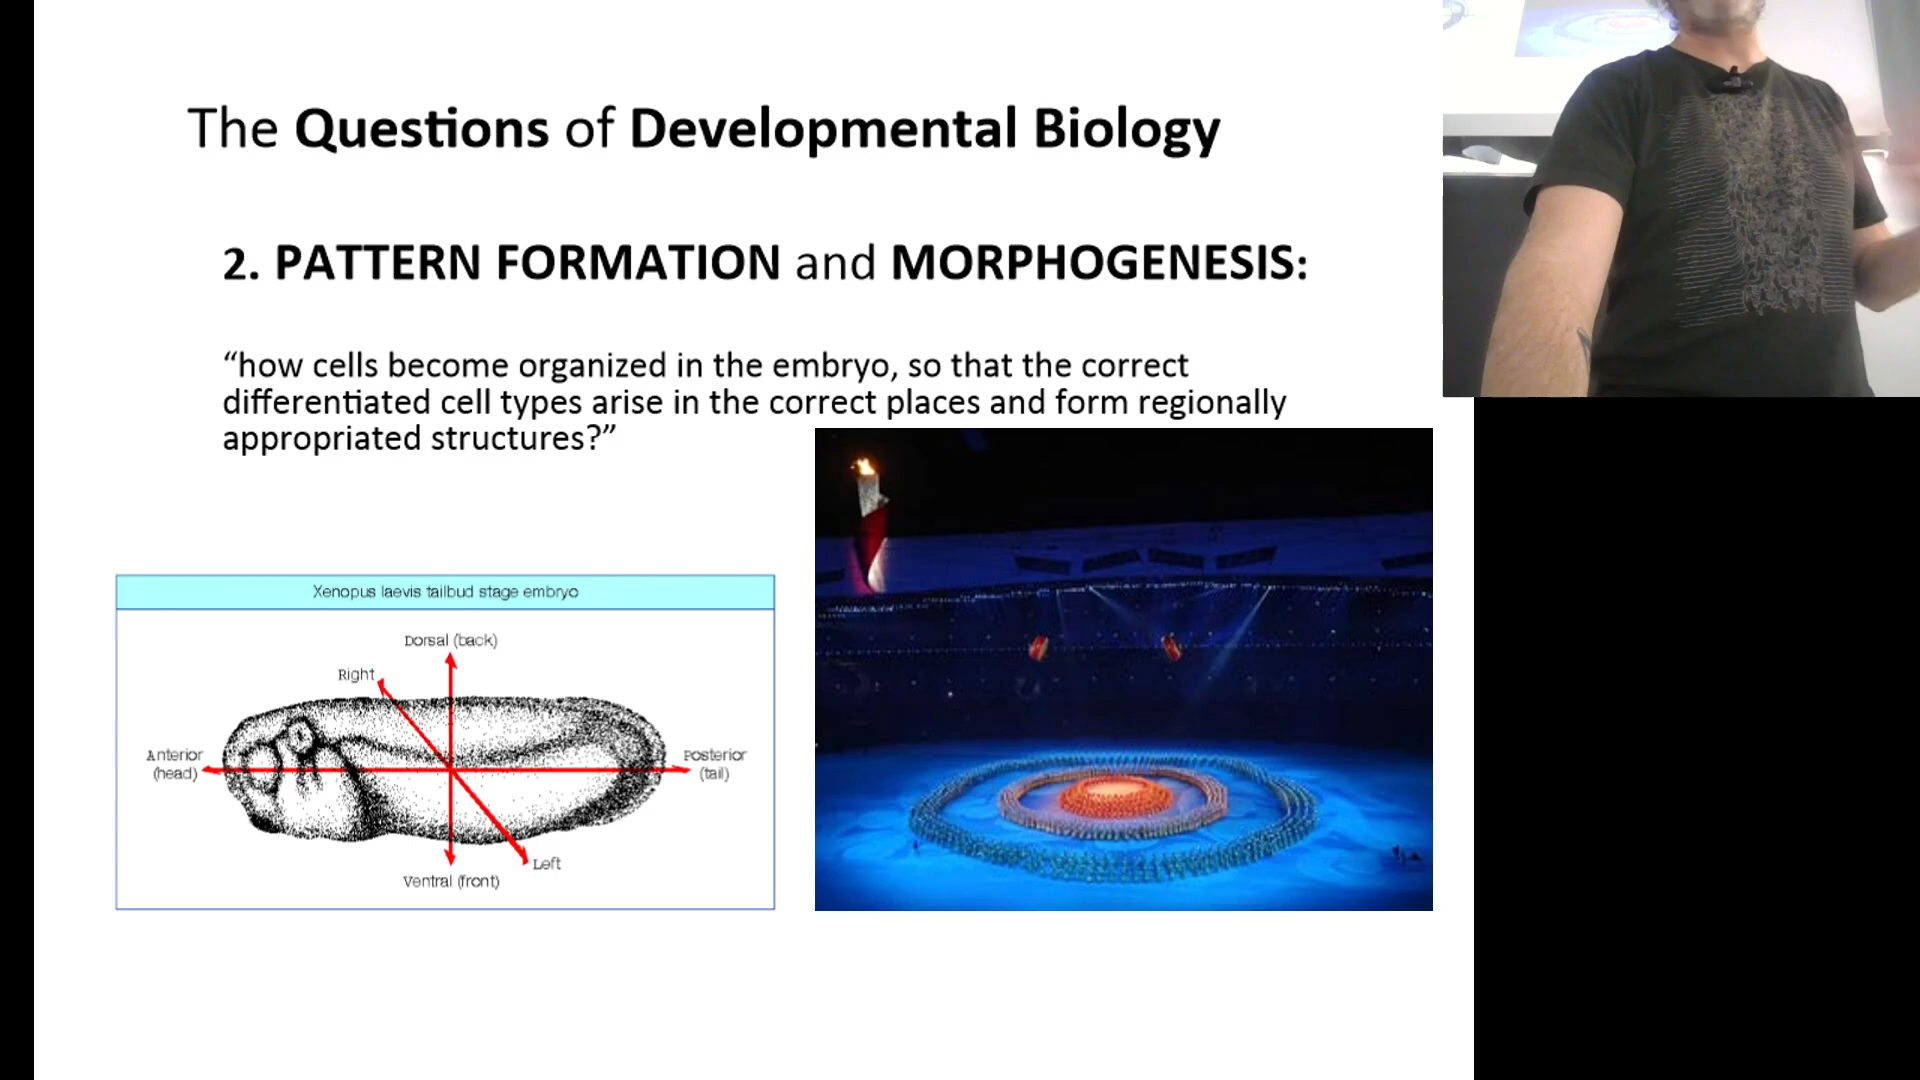 The Questions of Developmental Biology
2. PATTERN FORMATION and MORPHOGENESIS:
“how cells become organized in the embryo, so that the correct
differentiated cell types arise in the correct places and form regionally
appropriated structures?”
Xenopus laevis tailbud stage embryo
Dorsal (back)
Right
Anterior
(head)
Posterior
(tail)
Left
Ventral (front)